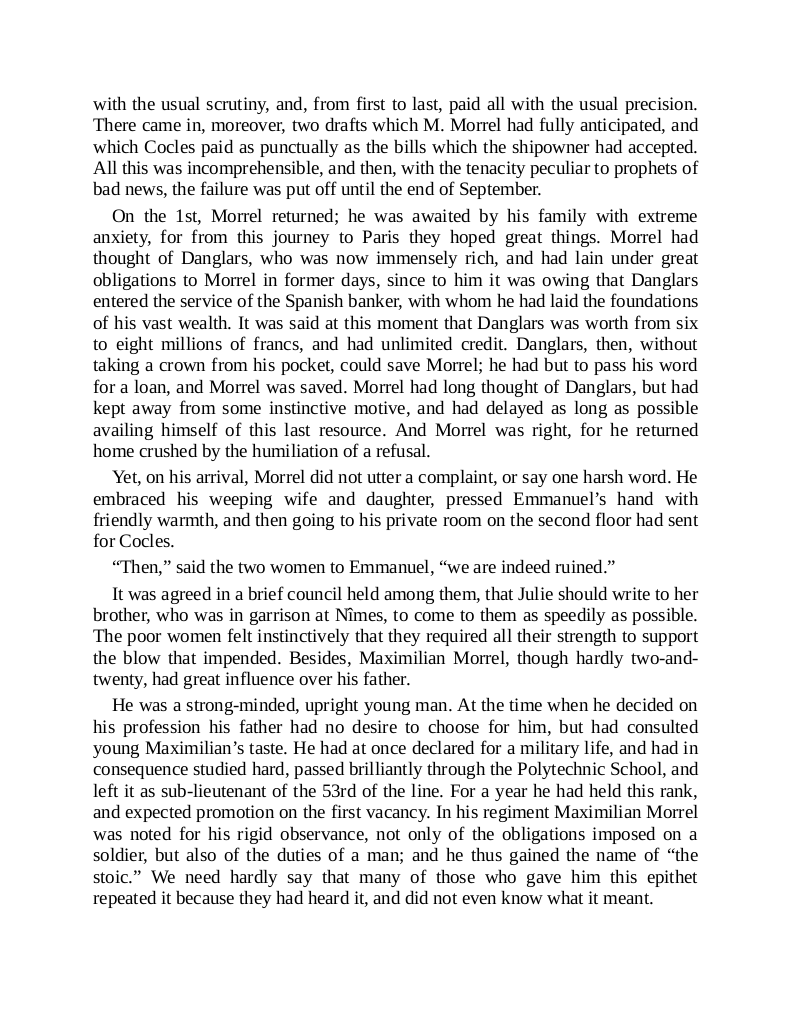 with the usual scrutiny, and, from first to last, paid all with the usual precision.
There came in, moreover, two drafts which M. Morrel had fully anticipated, and
which Cocles paid as punctually as the bills which the shipowner had accepted.
All this was incomprehensible, and then, with the tenacity peculiar to prophets of
bad news, the failure was put off until the end of September.
On the 1st, Morrel returned; he was awaited by his family with extreme
anxiety, for from this journey to Paris they hoped great things. Morrel had
thought of Danglars, who was now immensely rich, and had lain under great
obligations to Morrel in former days, since to him it was owing that Danglars
entered the service of the Spanish banker, with whom he had laid the foundations
of his vast wealth. It was said at this moment that Danglars was worth from six
to eight millions of francs, and had unlimited credit. Danglars, then, without
taking a crown from his pocket, could save Morrel; he had but to pass his word
for a loan, and Morrel was saved. Morrel had long thought of Danglars, but had
kept away from some instinctive motive, and had delayed as long as possible
availing himself of this last resource. And Morrel was right, for he returned
home crushed by the humiliation of a refusal.
Yet, on his arrival, Morrel did not utter a complaint, or say one harsh word. He
embraced his weeping wife and daughter, pressed Emmanuel’s hand with
friendly warmth, and then going to his private room on the second floor had sent
for Cocles.
“Then,” said the two women to Emmanuel, “we are indeed ruined.”
It was agreed in a brief council held among them, that Julie should write to her
brother, who was in garrison at Nîmes, to come to them as speedily as possible.
The poor women felt instinctively that they required all their strength to support
the blow that impended. Besides, Maximilian Morrel, though hardly two-and-
twenty, had great influence over his father.
He was a strong-minded, upright young man. At the time when he decided on
his profession his father had no desire to choose for him, but had consulted
young Maximilian’s taste. He had at once declared for a military life, and had in
consequence studied hard, passed brilliantly through the Polytechnic School, and
left it as sub-lieutenant of the 53rd of the line. For a year he had held this rank,
and expected promotion on the first vacancy. In his regiment Maximilian Morrel
was noted for his rigid observance, not only of the obligations imposed on a
soldier, but also of the duties of a man; and he thus gained the name of “the
stoic.” We need hardly say that many of those who gave him this epithet
repeated it because they had heard it, and did not even know what it meant.